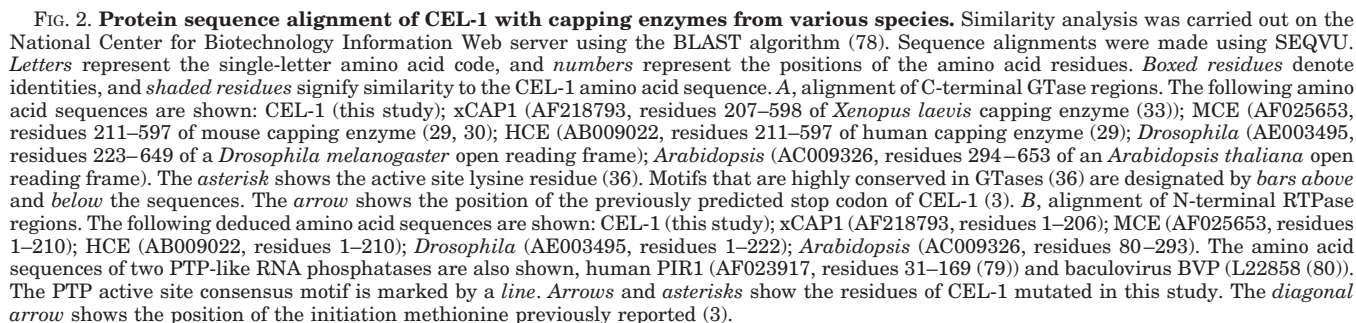 FIG. 2. Protein sequence alignment of CEL-1 with capping enzymes from various species. Similarity analysis was carried out on the
National Center for Biotechnology Information Web server using the BLAST algorithm (78). Sequence alignments were made using SEQVU.
Letters represent the single-letter amino acid code, and numbers represent the positions of the amino acid residues. Boxed residues denote
identities, and shaded residues signify similarity to the CEL-1 amino acid sequence. A, alignment of C-terminal GTase regions. The following amino
acid sequences are shown: CEL-1 (this study); xCAP1 (AF218793, residues 207–598 of Xenopus laevis capping enzyme (33)); MCE (AF025653,
residues 211–597 of mouse capping enzyme (29, 30); HCE (AB009022, residues 211–597 of human capping enzyme (29); Drosophila (AE003495,
residues 223–649 of a Drosophila melanogaster open reading frame); Arabidopsis (AC009326, residues 294–653 of an Arabidopsis thaliana open
reading frame). The asterisk shows the active site lysine residue (36). Motifs that are highly conserved in GTases (36) are designated by bars above
and below the sequences. The arrow shows the position of the previously predicted stop codon of CEL-1 (3). B, alignment of N-terminal RTPase
regions. The following deduced amino acid sequences are shown: CEL-1 (this study); xCAP1 (AF218793, residues 1–206); MCE (AF025653, residues
1–210); HCE (AB009022, residues 1–210); Drosophila (AE003495, residues 1–222); Arabidopsis (AC009326, residues 80–293). The amino acid
sequences of two PTP-like RNA phosphatases are also shown, human PIR1 (AF023917, residues 31–169 (79)) and baculovirus BVP (L22858 (80)).
The PTP active site consensus motif is marked by a line. Arrows and asterisks show the residues of CEL-1 mutated in this study. The diagonal
arrow shows the position of the initiation methionine previously reported (3).